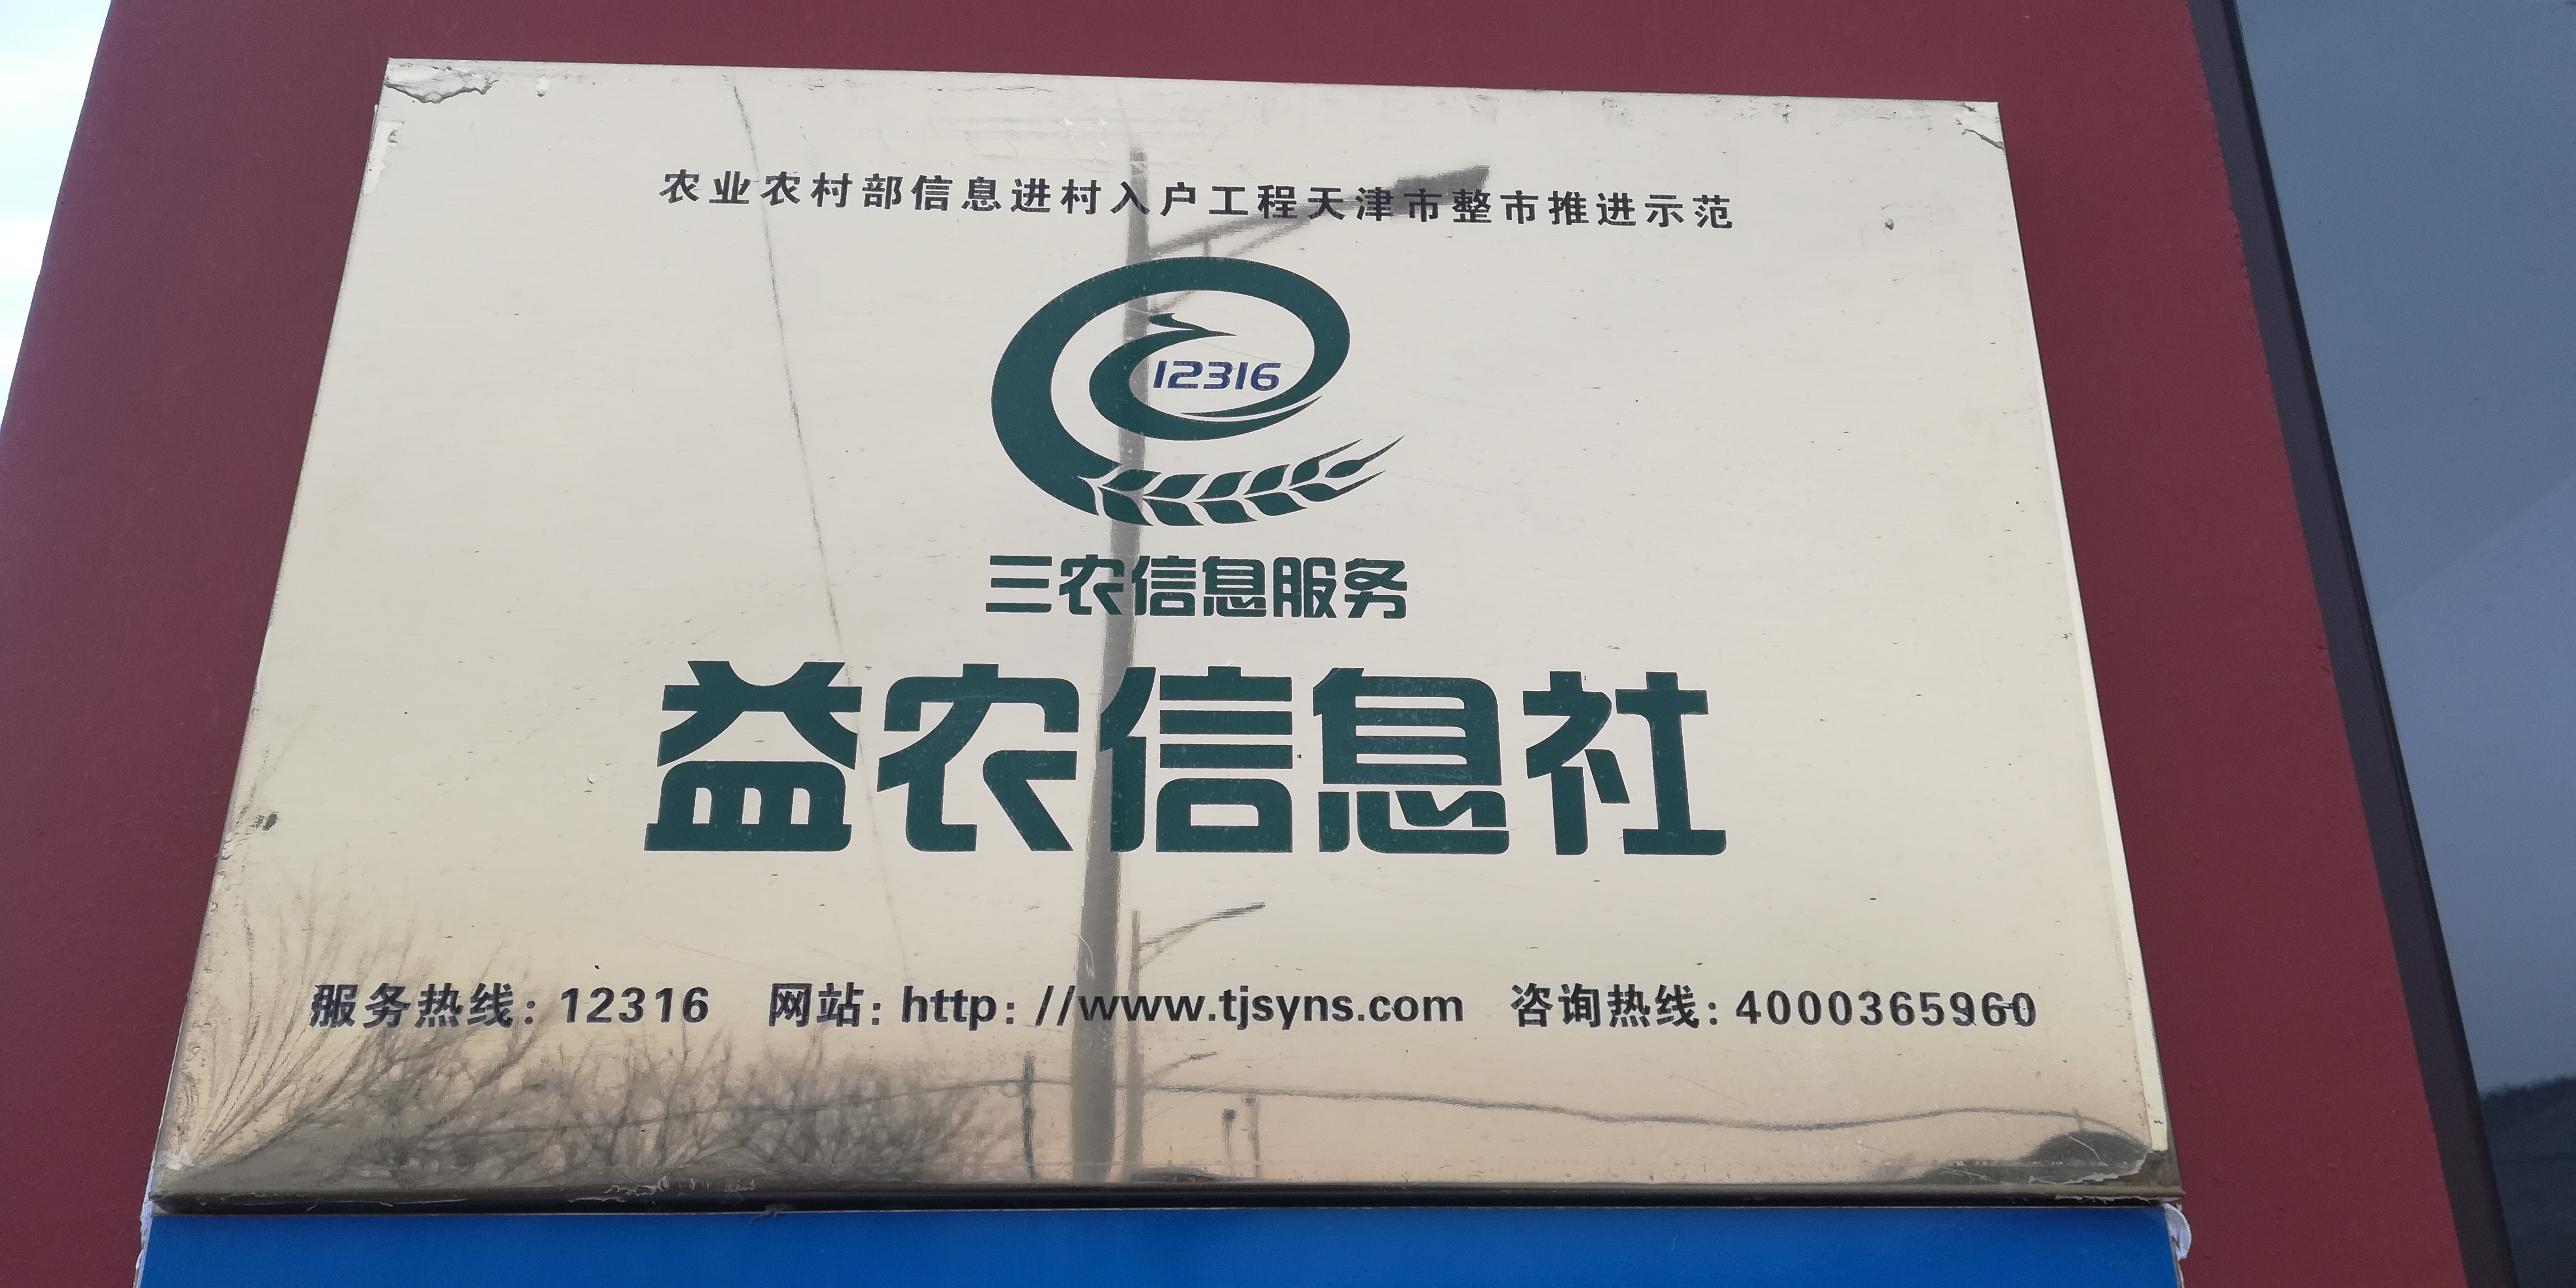 农业农村部信息进村入户工程天津市整市推进示范
12316
三农信息服务
益农信息社
服务热线：12316 网站：http：//www.tjsyns.com 咨询热线：4000365960